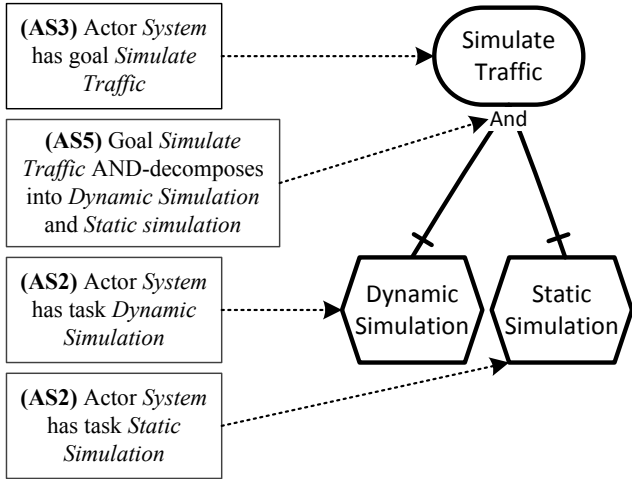 (AS3) Actor System
has goal Simulate
Traffic
Simulate
Traffic
And
(AS5) Goal Simulate
Traffic AND-decomposes
into Dynamic Simulation
and Static simulation
(AS2) Actor System
has task Dynamic
Simulation
Dynamic
Simulation
Static
Simulation
(AS2) Actor System
has task Static
Simulation